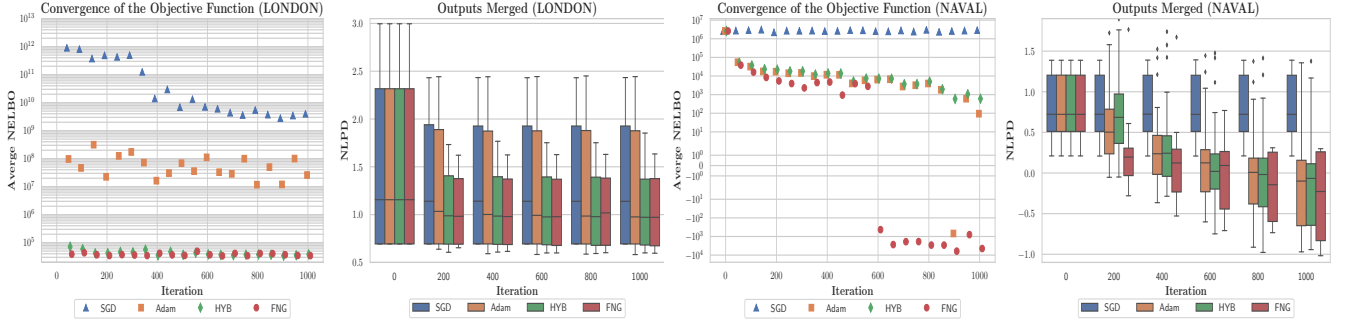 Convergence of the Objective Function (LONDON)
Averge NELBO
10^13
10^12
10^11
10^10
10^9
10^8
10^7
10^6
10^5
0 200 400 600 800 1000
Iteration
SGD Adam HYB FNG
Outputs Merged (LONDON)
NLPD
3.0
2.5
2.0
1.5
1.0
0.5
0 200 400 600 800 1000
Iteration
SGD Adam HYB FNG
Convergence of the Objective Function (NAVAL)
Averge NELBO
10^7
10^6
10^5
10^4
10^3
10^2
10^1
10^0
0
−10^0
−10^1
−10^2
−10^3
−10^4
0 200 400 600 800 1000
Iteration
SGD Adam HYB FNG
Outputs Merged (NAVAL)
NLPD
1.5
1.0
0.5
0.0
−0.5
−1.0
0 200 400 600 800 1000
Iteration
SGD Adam HYB FNG